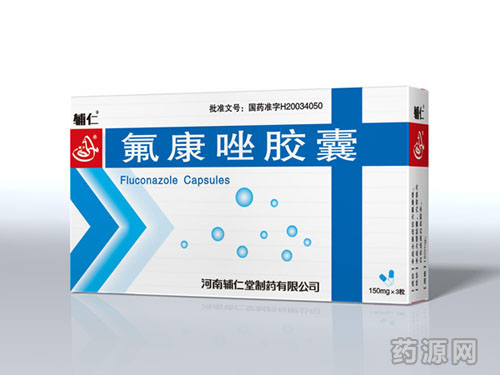 辅仁®
批准文号：国药准字H20034050
氟康唑胶囊
Fluconazole Capsules
河南辅仁堂制药有限公司
150mg×3粒
药源网